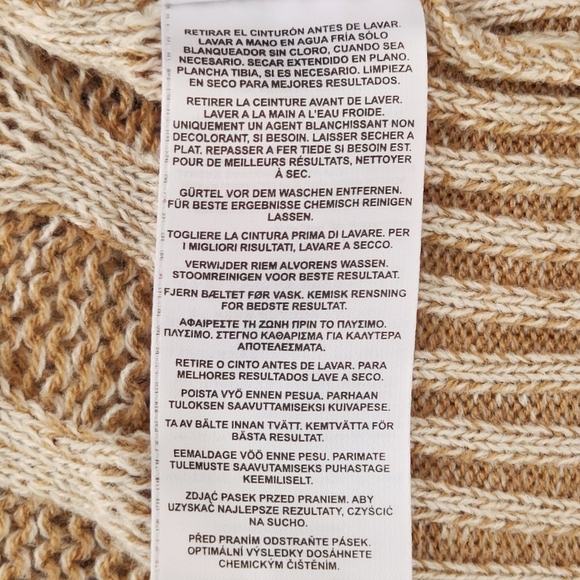 RETIRAR EL CINTURÓN ANTES DE LAVAR.
LAVAR A MANO EN AGUA FRÍA SÓLO
BLANQUEADOR SIN CLORO, CUANDO SEA
NECESARIO. SECAR EXTENDIDO EN PLANO.
PLANCHA TIBIA, SI ES NECESARIO. LIMPIEZA
EN SECO PARA MEJORES RESULTADOS.
RETIRER LA CEINTURE AVANT DE LAVER.
LAVER A LA MAIN A L'EAU FROIDE.
UNIQUEMENT UN AGENT BLANCHISSANT NON
DECOLORANT, SI BESOIN. LAISSER SECHER A
PLAT. REPASSER A FER TIEDE SI BESOIN EST.
POUR DE MEILLEURS RÉSULTATS, NETTOYER
À SEC.
GÜRTEL VOR DEM WASCHEN ENTFERNEN.
FÜR BESTE ERGEBNISSE CHEMISCH REINIGEN
LASSEN.
TOGLIERE LA CINTURA PRIMA DI LAVARE. PER
I MIGLIORI RISULTATI, LAVARE A SECCO.
VERWIJDER RIEM ALVORENS WASSEN.
STOOMREINIGEN VOOR BESTE RESULTAAT.
FJERN BÆLTET FØR VASK. KEMISK RENSNING
FOR BEDSTE RESULTAT.
ΑΦΑΙΡΕΣΤΕ ΤΗ ΖΩΝΗ ΠΡΙΝ ΤΟ ΠΛΥΣΙΜΟ.
ΠΛΥΣΙΜΟ. ΣΤΕΓΝΟ ΚΑΘΑΡΙΣΜΑ ΓΙΑ ΚΑΛΥΤΕΡΑ
ΑΠΟΤΕΛΕΣΜΑΤΑ.
RETIRE O CINTO ANTES DE LAVAR. PARA
MELHORES RESULTADOS LAVE A SECO.
POISTA VYÖ ENNEN PESUA. PARHAAN
TULOKSEN SAAVUTTAMISEKSI KUIVAPESE.
TA AV BÄLTE INNAN TVÄTT. KEMTVÄTTA FÖR
BÄSTA RESULTAT.
EEMALDAGE VÖÖ ENNE PESU. PARIMATE
TULEMUSTE SAAVUTAMISEKS PUHASTAGE
KEEMILISELT.
ZDJĄĆ PASEK PRZED PRANIEM. ABY
UZYSKAĆ NAJLEPSZE REZULTATY, CZYŚCIĆ
NA SUCHO.
PŘED PRANÍM ODSTRAŇTE PÁSEK.
OPTIMÁLNÍ VÝSLEDKY DOSÁHNETE
CHEMICKÝM ČIŠTĚNÍM.